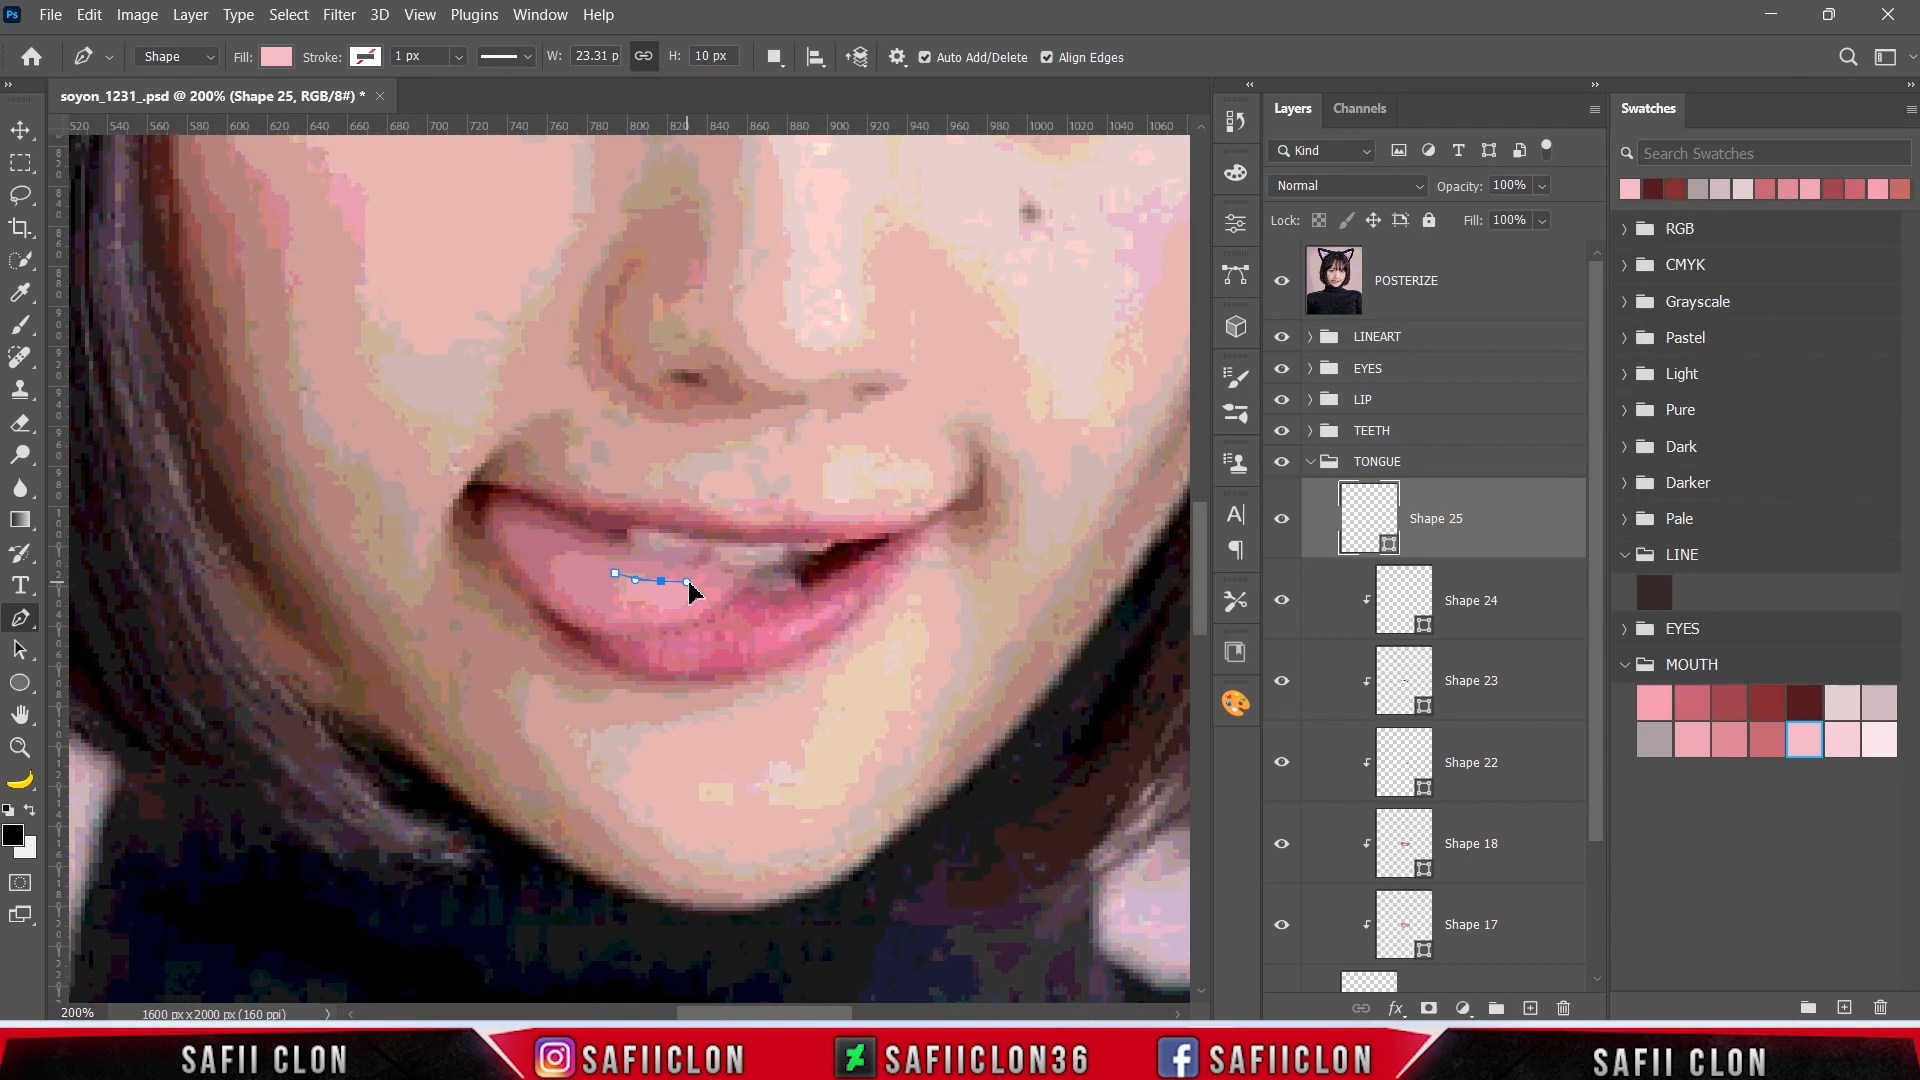 Ps File Edit Image Layer Type Select Filter 3D View Plugins Window Help
Shape Fill: Stroke: 1 px W: 23.31 p H: 10 px Auto Add/Delete Align Edges
soyon_1231_.psd @ 200% (Shape 25, RGB/8#) *
520 540 560 580 600 620 640 660 680 700 720 740 760 780 800 820 840 860 880 900 920 940 960 980 1000 1020 1040 1060
Layers Channels
Kind
Normal Opacity: 100%
Lock: Fill: 100%
POSTERIZE
LINEART
EYES
LIP
TEETH
TONGUE
Shape 25
Shape 24
Shape 23
Shape 22
Shape 18
Shape 17
fx
Swatches
Search Swatches
RGB
CMYK
Grayscale
Pastel
Light
Pure
Dark
Darker
Pale
LINE
EYES
MOUTH
200% 1600 px x 2000 px (160 ppi)
SAFII CLON SAFIICLON SAFIICLON36 SAFIICLON SAFII CLON